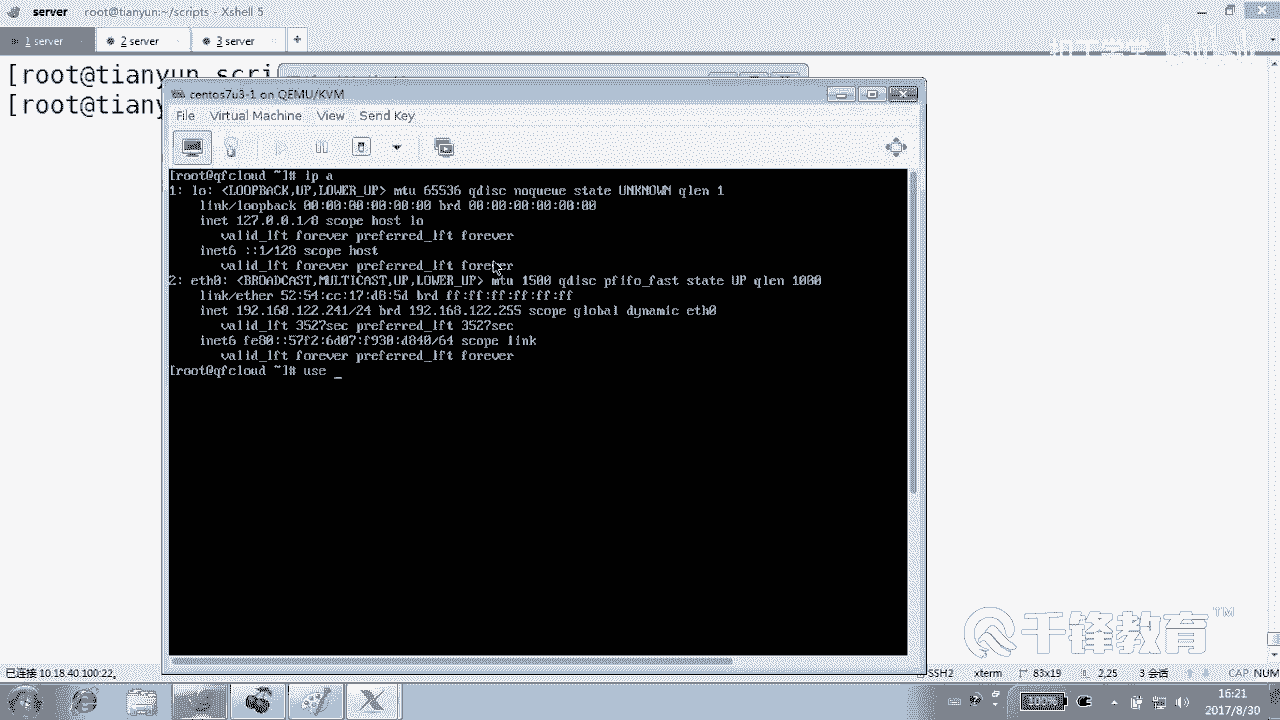 server root@tianyun:~/scripts - Xshell 5
1 server 2 server 3 server +
[root@tianyun scri
[root@tiany
centos7u3-1 on QEMU/KVM
File Virtual Machine View Send Key
[root@qfcloud ~]# ip a
1: lo: <LOOPBACK,UP,LOWER_UP> mtu 65536 qdisc noqueue state UNKNOWN qlen 1
link/loopback 00:00:00:00:00:00 brd 00:00:00:00:00:00
inet 127.0.0.1/8 scope host lo
valid_lft forever preferred_lft forever
inet6 ::1/128 scope host
valid_lft forever preferred_lft forever
2: eth0: <BROADCAST,MULTICAST,UP,LOWER_UP> mtu 1500 qdisc pfifo_fast state UP qlen 1000
link/ether 52:54:cc:17:d8:5d brd ff:ff:ff:ff:ff:ff
inet 192.168.122.241/24 brd 192.168.122.255 scope global dynamic eth0
valid_lft 3527sec preferred_lft 3527sec
inet6 fe80::57f2:6d07:f930:d840/64 scope link
valid_lft forever preferred_lft forever
[root@qfcloud ~]# use _
千锋教育™
已连接 10.18.40.100:22。 SSH2 xterm 83x19 2,25 3 会话 CAP NUM
100%
16:21
2017/8/30